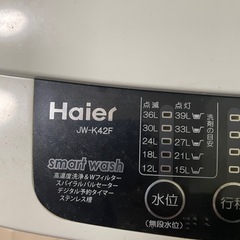 Haier
JW-K42F
点滅 点灯
36L 39L
30L 33L
24L 27L
18L 21L
12L 15L
洗剤の目安
smart wash
高濃度洗浄&Wフィルター
スパイラルパルセーター
デジタル予約タイマー
ステンレス槽
水位
(無段水位)
行程